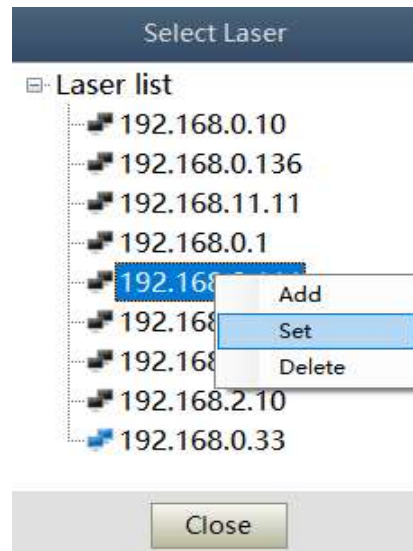 Select Laser
Laser list
192.168.0.10
192.168.0.136
192.168.11.11
192.168.0.1
Add
Set
Delete
192.168.2.10
192.168.0.33
Close